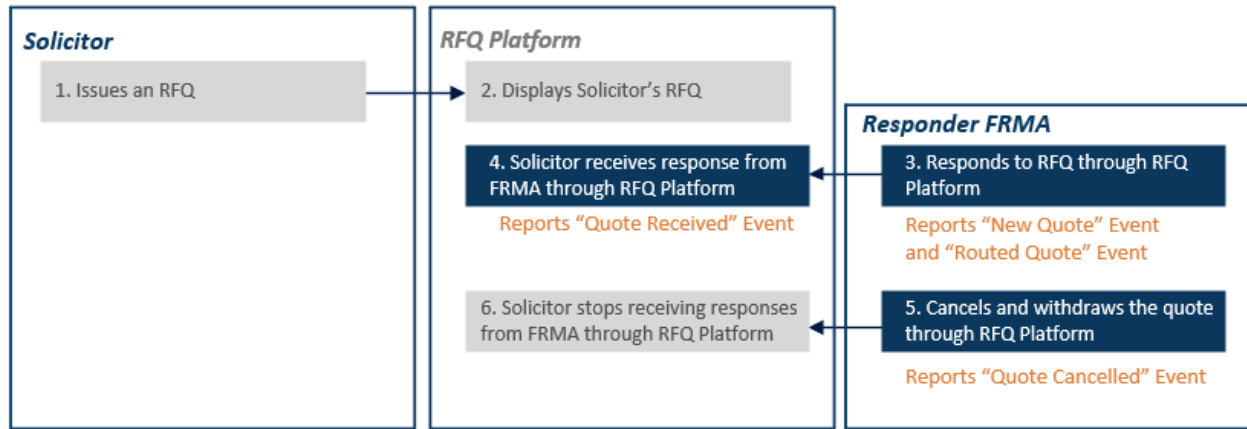 Solicitor
1. Issues an RFQ
RFQ Platform
2. Displays Solicitor's RFQ
Responder FRMA
4. Solicitor receives response from
FRMA through RFQ Platform
Reports “Quote Received” Event
3. Responds to RFQ through RFQ
Platform
Reports “New Quote” Event
and “Routed Quote” Event
6. Solicitor stops receiving responses
from FRMA through RFQ Platform
5. Cancels and withdraws the quote
through RFQ Platform
Reports “Quote Cancelled” Event